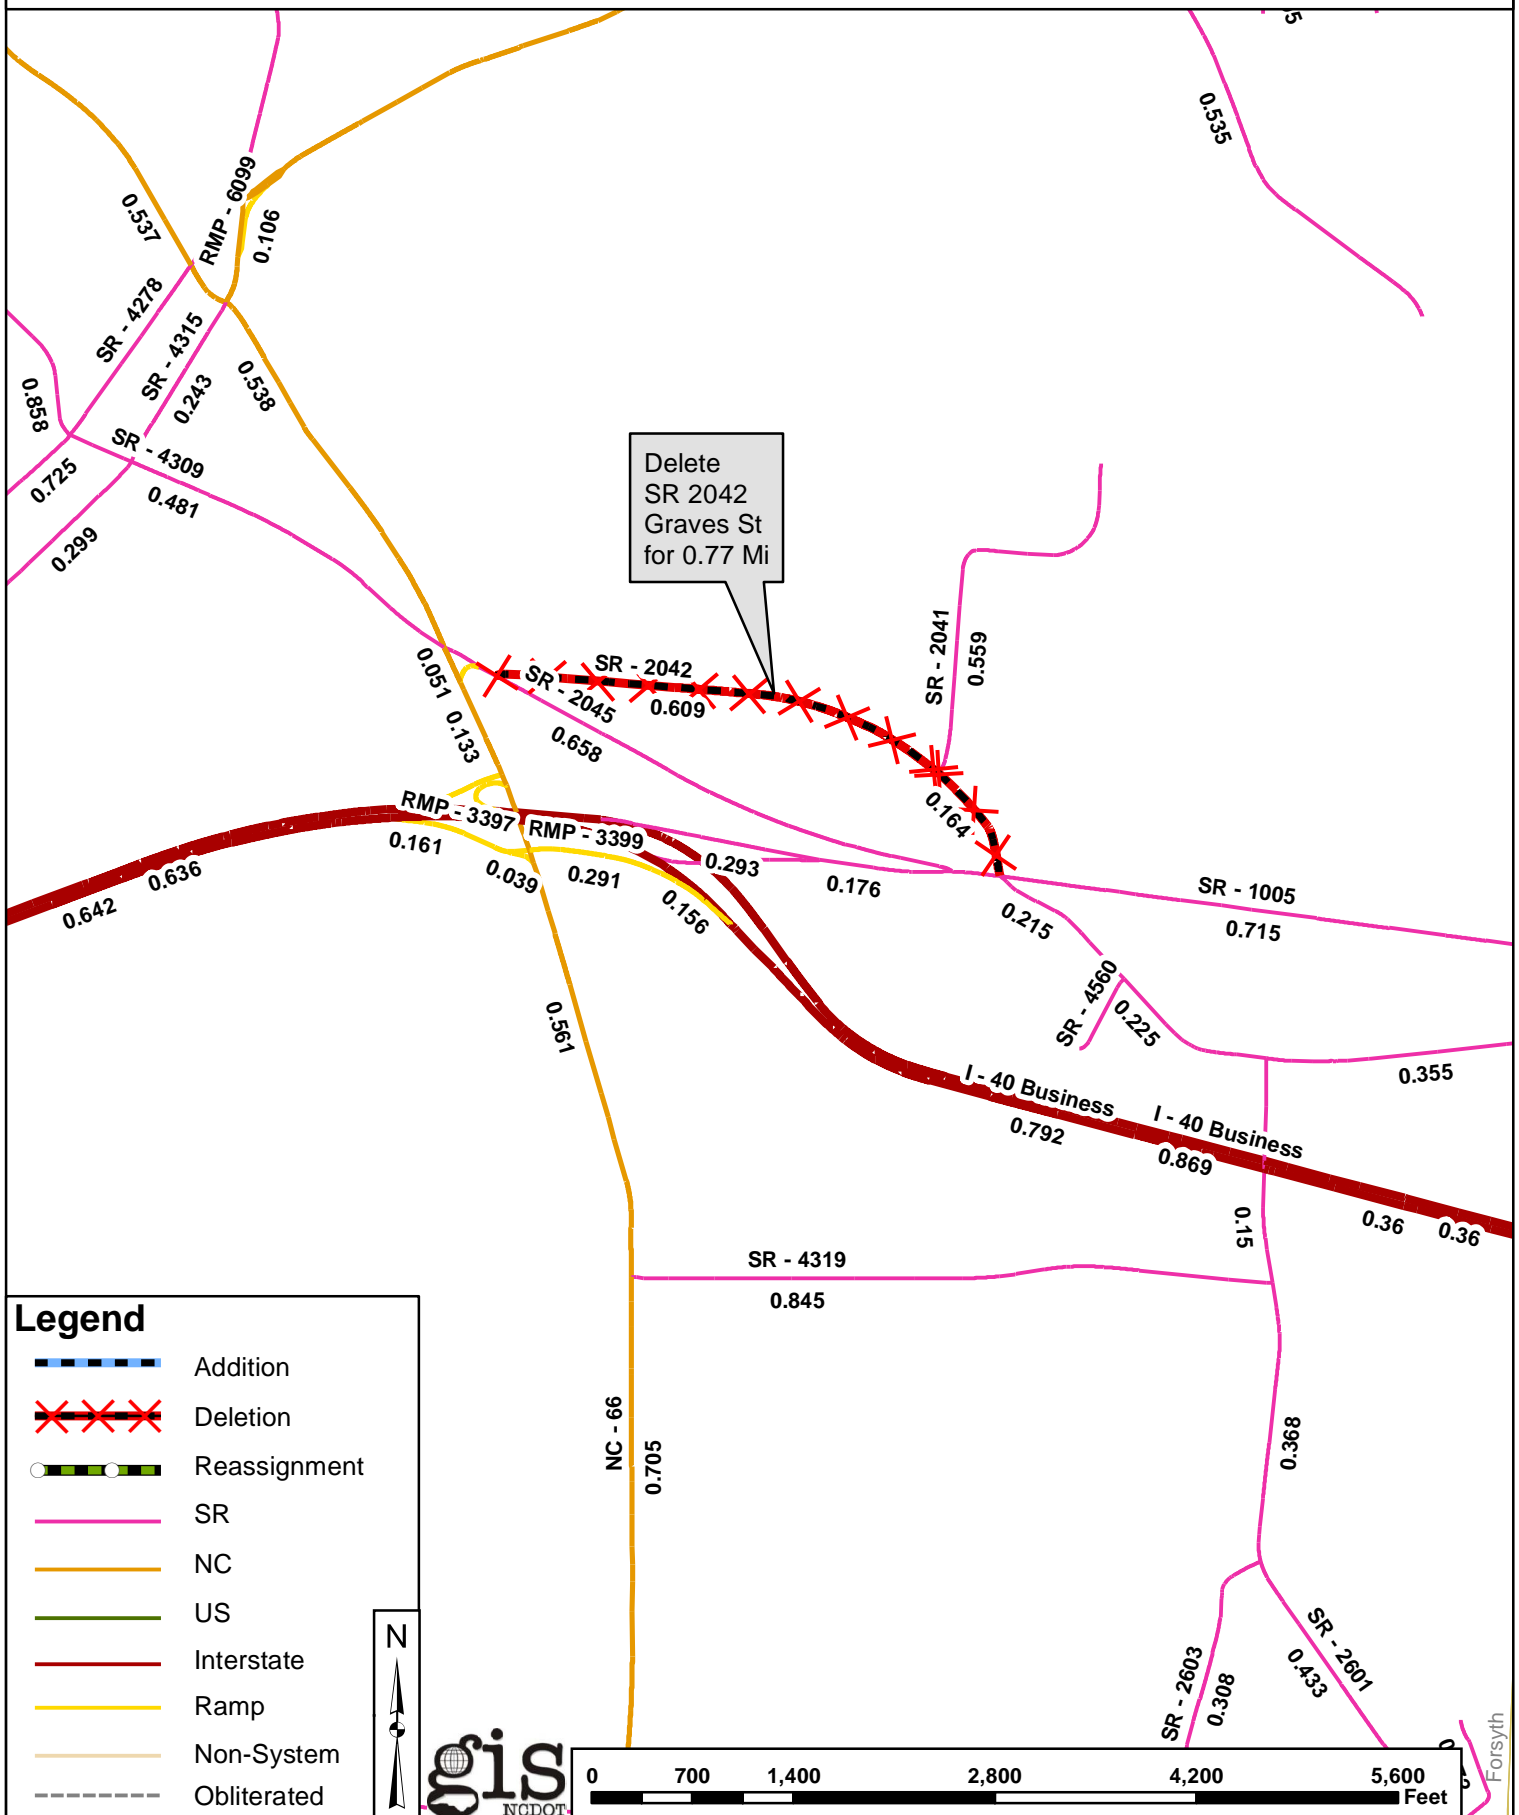 0.535
RMP - 6099
0.537
0.106
SR - 4278
SR - 4315
0.243
0.538
0.858
SR - 4309
0.725
0.481
0.299
Delete
SR 2042
Graves St
for 0.77 Mi
SR - 2041
0.559
SR - 2042
0.051
SR - 2045
0.609
0.133
0.658
RMP - 3397
RMP - 3399
0.164
0.161
0.293
0.636
0.039
0.291
0.176
SR - 1005
0.642
0.156
0.215
0.715
SR - 4560
0.225
0.561
I - 40 Business
0.355
0.792
I - 40 Business
0.869
0.15
0.36
0.36
SR - 4319
0.845
NC - 66
0.705
0.368
SR - 2603
0.308
SR - 2601
0.433
Forsyth
Legend
Addition
Deletion
Reassignment
SR
NC
US
Interstate
Ramp
Non-System
Obliterated
N
gis
NCDOT
0 700 1,400 2,800 4,200 5,600
Feet